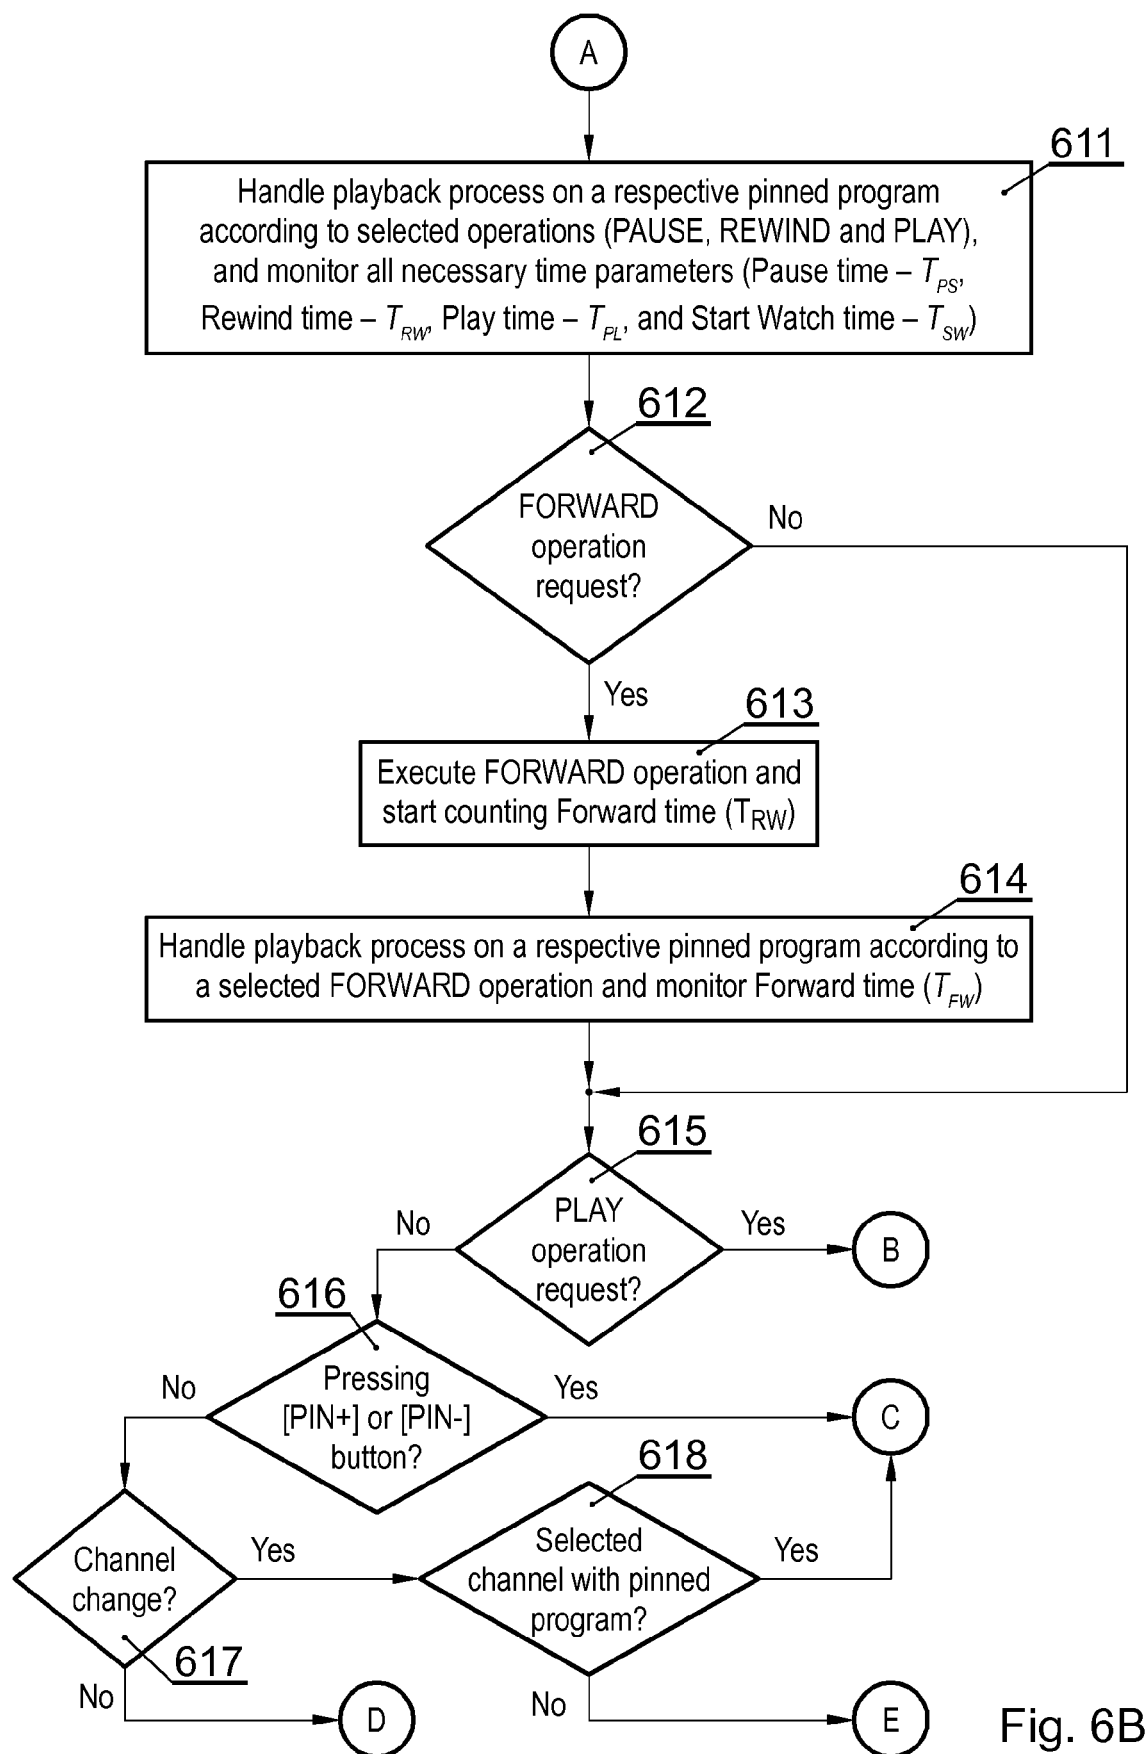 A
611
Handle playback process on a respective pinned program
according to selected operations (PAUSE, REWIND and PLAY),
and monitor all necessary time parameters (Pause time – TPS,
Rewind time – TRW, Play time – TPL, and Start Watch time – TSW)
612
FORWARD
operation
request?
No
Yes
613
Execute FORWARD operation and
start counting Forward time (TRW)
614
Handle playback process on a respective pinned program according to
a selected FORWARD operation and monitor Forward time (TFW)
615
PLAY
operation
request?
No
Yes
B
616
Pressing
[PIN+] or [PIN-]
button?
No
Yes
C
617
Channel
change?
Yes
No
D
618
Selected
channel with pinned
program?
Yes
No
E
Fig. 6B